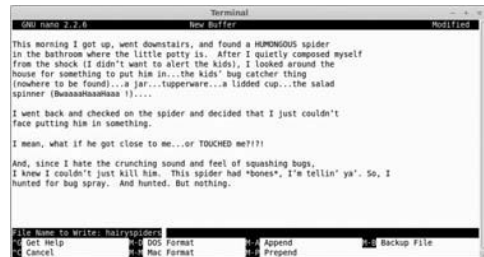 Terminal
GNU nano 2.2.6 New Buffer Modified
This morning I got up, went downstairs, and found a HUMONGOUS spider
in the bathroom where the little potty is. After I quietly composed myself
from the shock (I didn't want to alert the kids), I looked around the
house for something to put him in...the kids' bug catcher thing
(nowhere to be found)...a jar...tupperware...a lidded cup...the salad
spinner (BwaaaaHaaaHaaa !)....
I went back and checked on the spider and decided that I just couldn't
face putting him in something.
I mean, what if he got close to me...or TOUCHED me?!?!
And, since I hate the crunching sound and feel of squashing bugs,
I knew I couldn't just kill him. This spider had *bones*, I'm tellin' ya'. So, I
hunted for bug spray. And hunted. But nothing.
File Name to Write: hairyspiders
^G Get Help M-D DOS Format M-A Append M-B Backup File
^C Cancel M-M Mac Format M-P Prepend